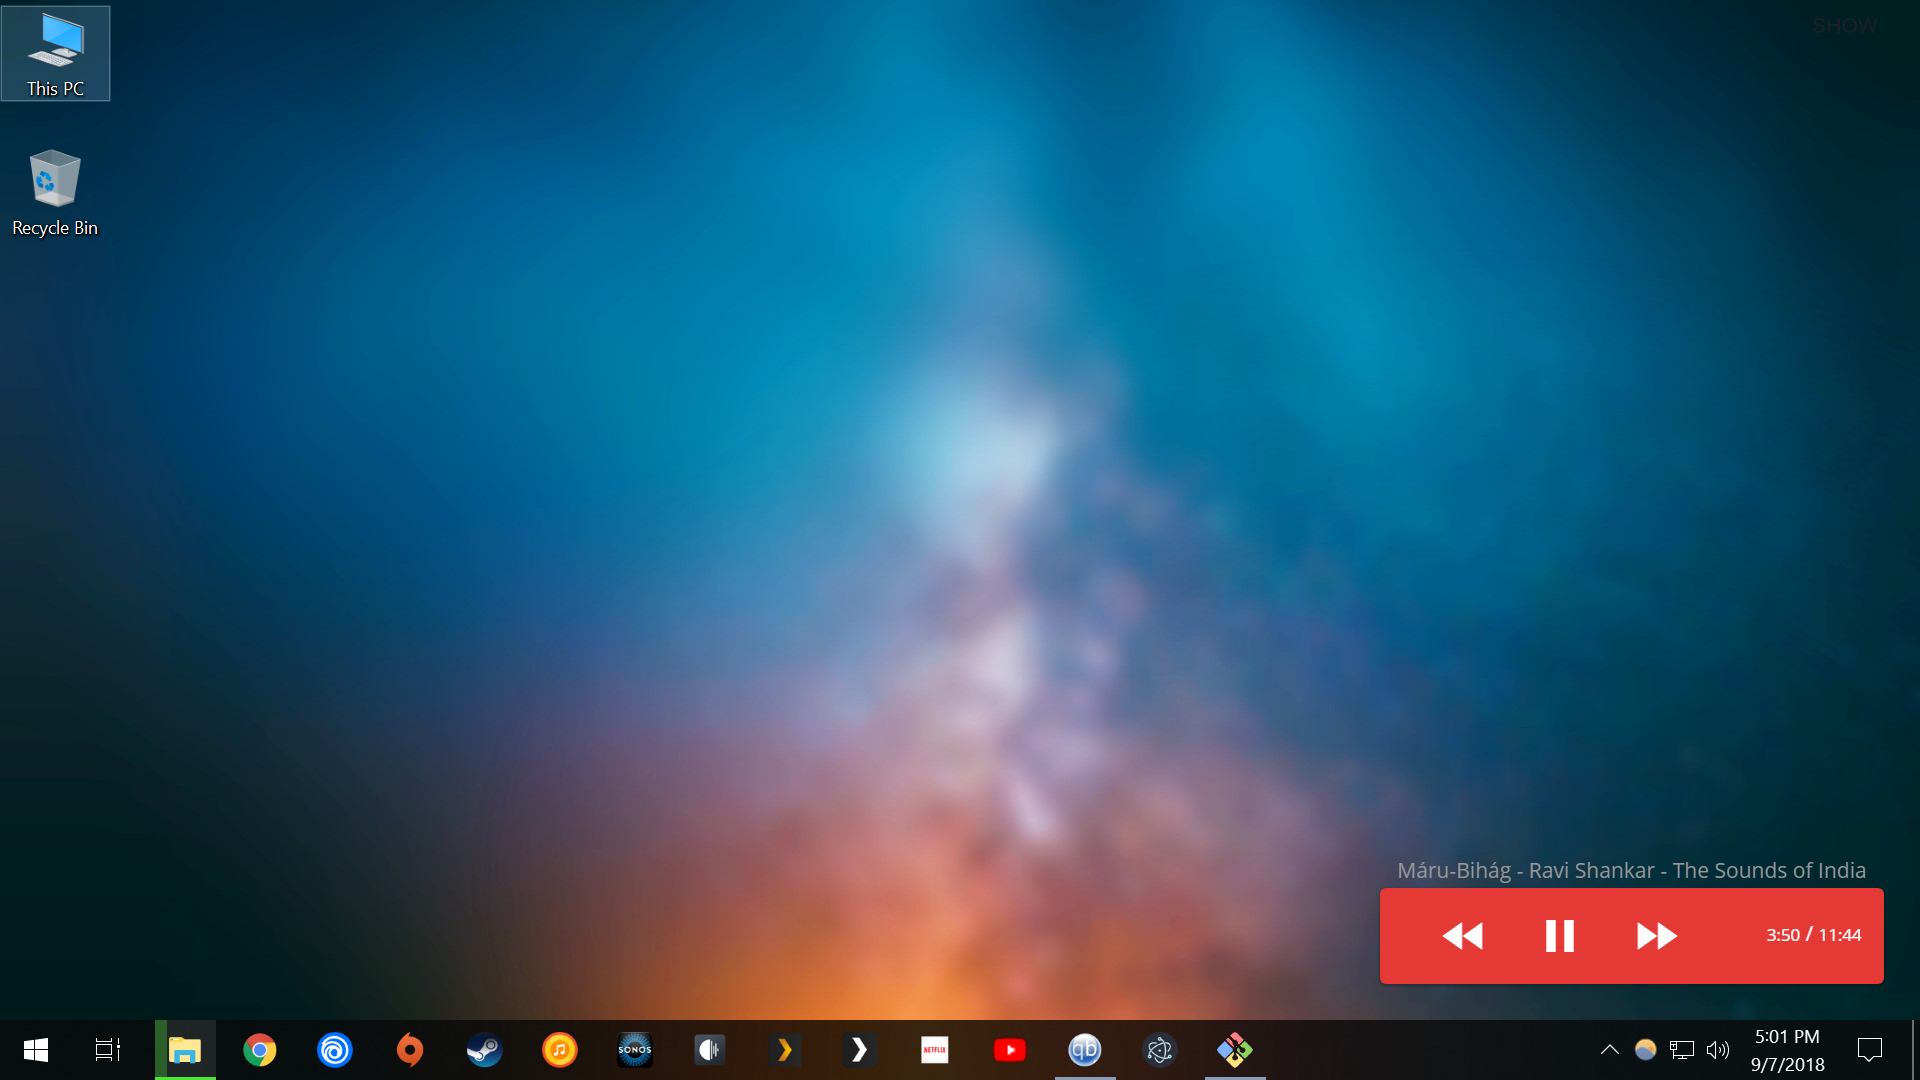 SHOW
This PC
Recycle Bin
Máru-Bihág - Ravi Shankar - The Sounds of India
3:50 / 11:44
SONOS
NETFLIX
qb
5:01 PM
9/7/2018